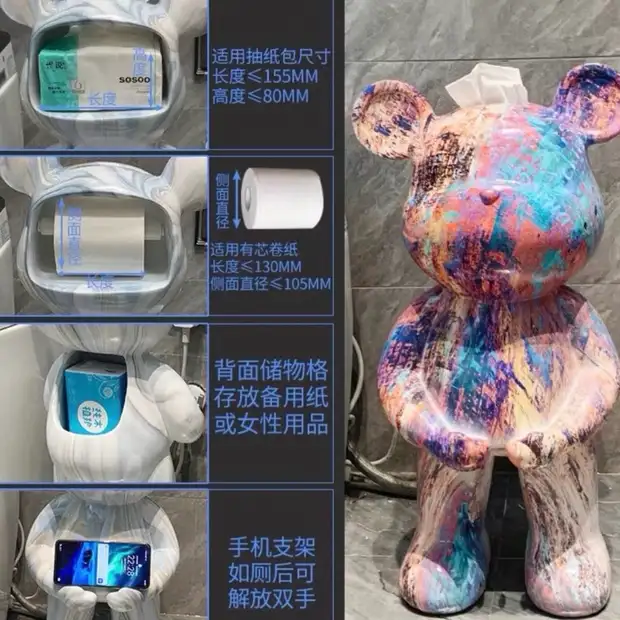 适用抽纸包尺寸
长度≤155MM
高度≤80MM
高度
长度
SOSOO
侧面直径
侧面直径
长度
适用有芯卷纸
长度≤130MM
侧面直径≤105MM
背面储物格
存放备用纸
或女性用品
手机支架
如厕后可
解放双手
22:28